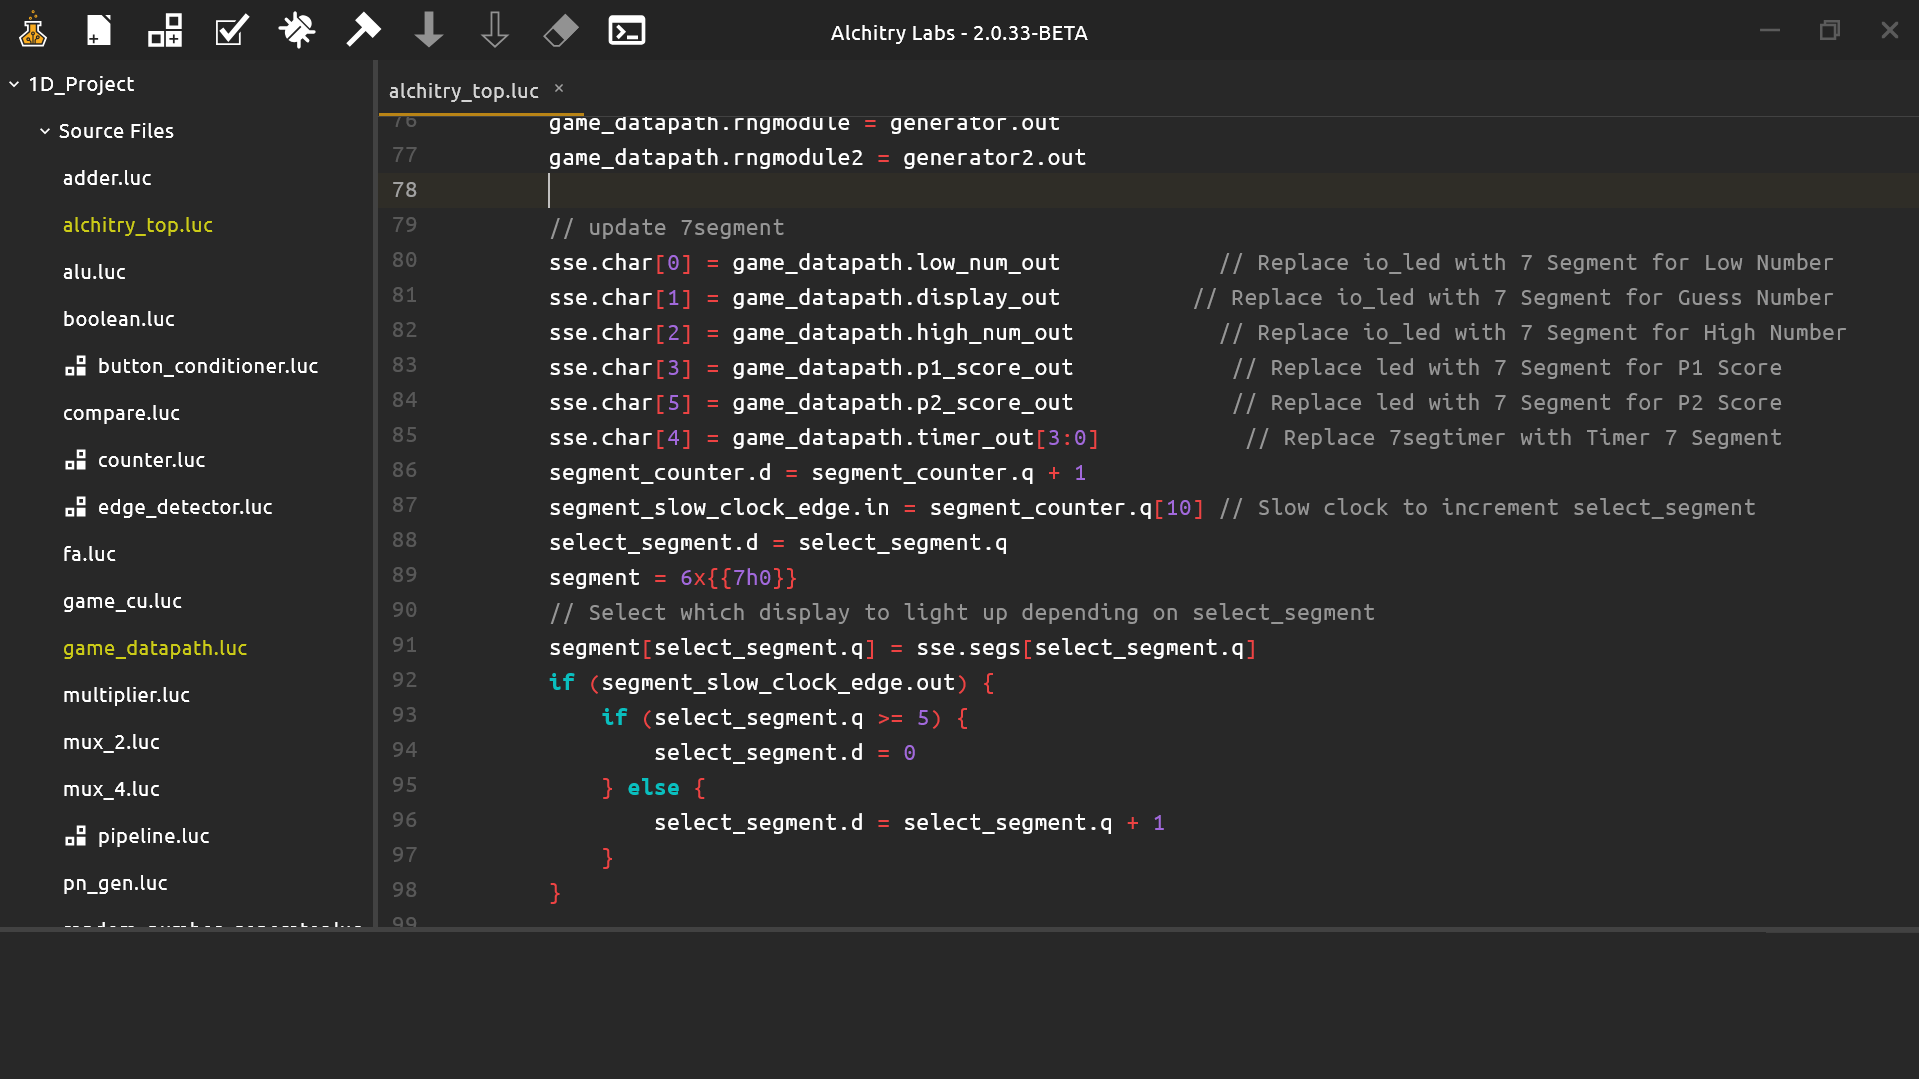 Alchitry Labs - 2.0.33-BETA
1D_Project
Source Files
adder.luc
alchitry_top.luc
alu.luc
boolean.luc
button_conditioner.luc
compare.luc
counter.luc
edge_detector.luc
fa.luc
game_cu.luc
game_datapath.luc
multiplier.luc
mux_2.luc
mux_4.luc
pipeline.luc
pn_gen.luc
random_number_generator.luc
alchitry_top.luc ×
76 game_datapath.rngmodule = generator.out
77 game_datapath.rngmodule2 = generator2.out
78
79 // update 7segment
80 sse.char[0] = game_datapath.low_num_out // Replace io_led with 7 Segment for Low Number
81 sse.char[1] = game_datapath.display_out // Replace io_led with 7 Segment for Guess Number
82 sse.char[2] = game_datapath.high_num_out // Replace io_led with 7 Segment for High Number
83 sse.char[3] = game_datapath.p1_score_out // Replace led with 7 Segment for P1 Score
84 sse.char[5] = game_datapath.p2_score_out // Replace led with 7 Segment for P2 Score
85 sse.char[4] = game_datapath.timer_out[3:0] // Replace 7segtimer with Timer 7 Segment
86 segment_counter.d = segment_counter.q + 1
87 segment_slow_clock_edge.in = segment_counter.q[10] // Slow clock to increment select_segment
88 select_segment.d = select_segment.q
89 segment = 6x{{7h0}}
90 // Select which display to light up depending on select_segment
91 segment[select_segment.q] = sse.segs[select_segment.q]
92 if (segment_slow_clock_edge.out) {
93 if (select_segment.q >= 5) {
94 select_segment.d = 0
95 } else {
96 select_segment.d = select_segment.q + 1
97 }
98 }
99